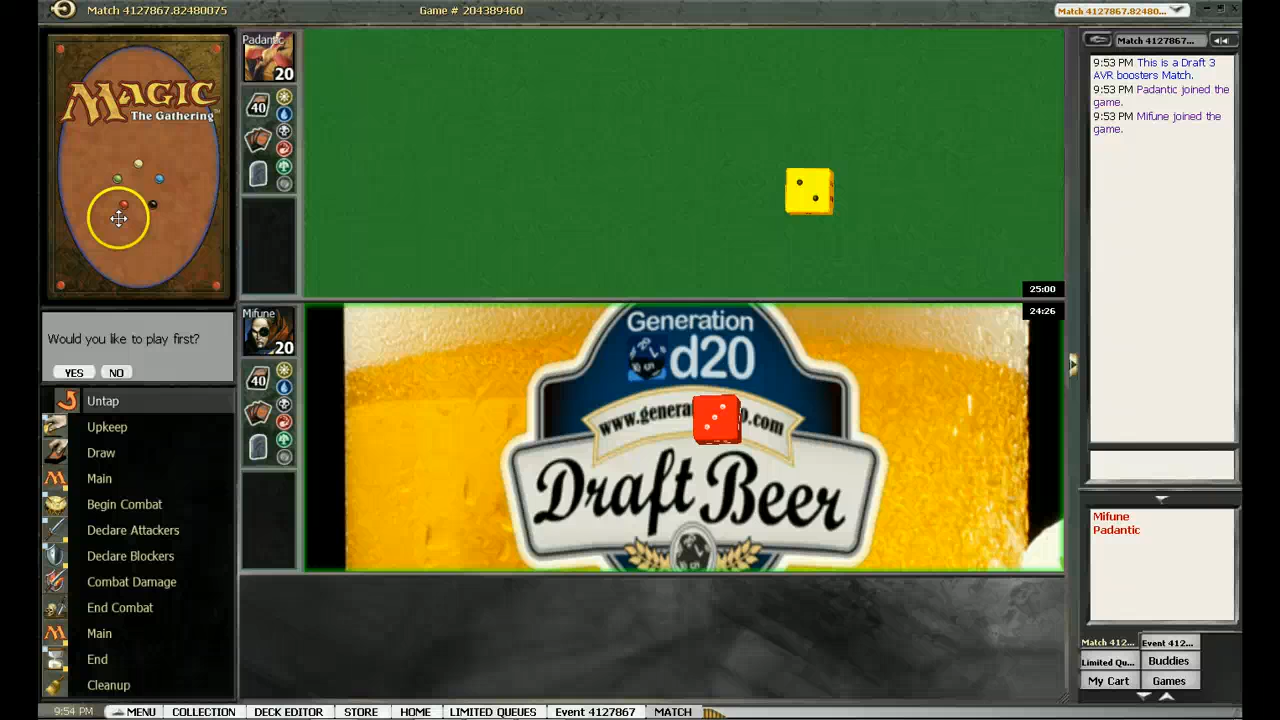 Match 4127867.82480075
Game # 204389460
Match 4127867.82480...
MAGIC
The Gathering
Padantic
20
40
25:00
Match 4127867...
9:53 PM This is a Draft 3
AVR boosters Match.
9:53 PM Padantic joined the
game.
9:53 PM Mifune joined the
game.
Mifune
20
40
24:26
Generation
d20
Draft Beer
Would you like to play first?
YES NO
Untap
Upkeep
Draw
Main
Begin Combat
Declare Attackers
Declare Blockers
Combat Damage
End Combat
Main
End
Cleanup
Mifune
Padantic
Match 412... Event 412...
Limited Qu... Buddies
My Cart Games
9:54 PM MENU COLLECTION DECK EDITOR STORE HOME LIMITED QUEUES Event 4127867 MATCH